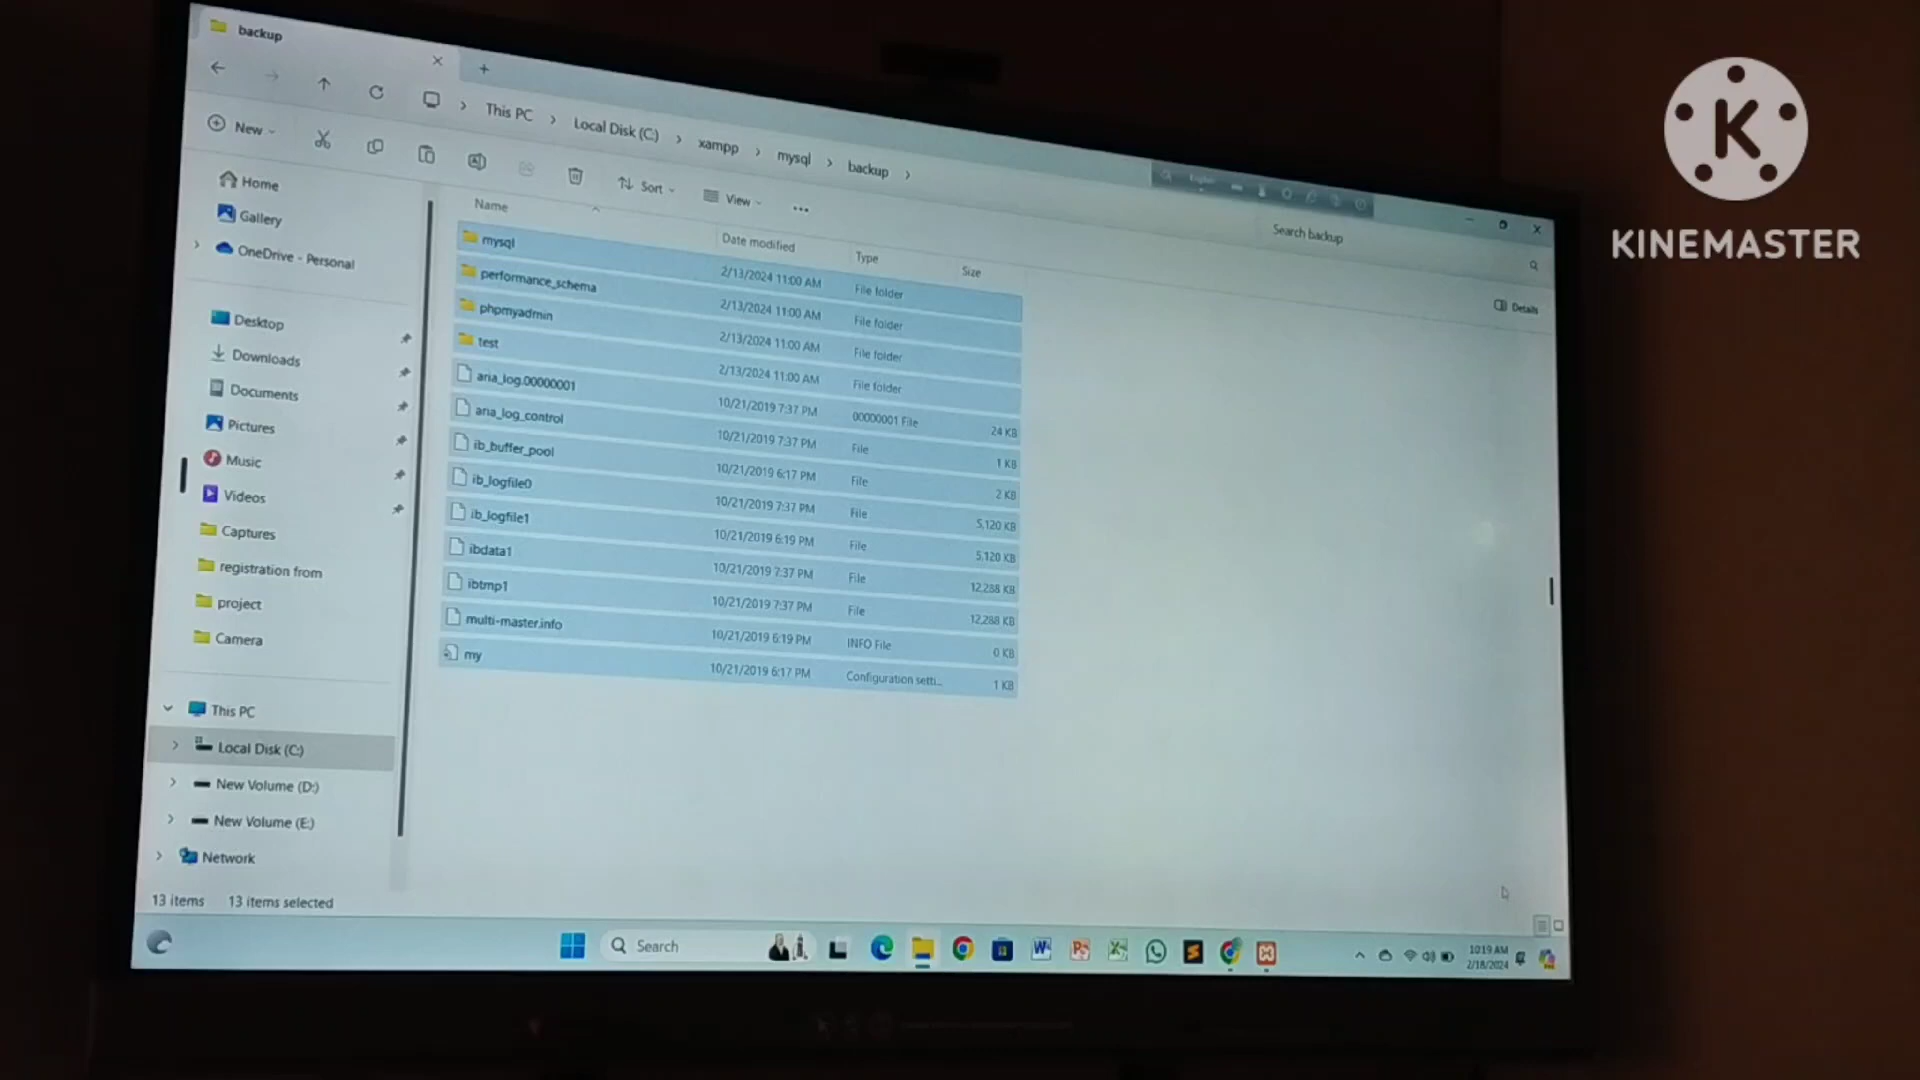 backup
This PC > Local Disk (C:) > xampp > mysql > backup >
Search backup
New
Sort
View
...
Details
Home
Gallery
OneDrive - Personal
Desktop
Downloads
Documents
Pictures
Music
Videos
Captures
registration from
project
Camera
This PC
Local Disk (C:)
New Volume (D:)
New Volume (E:)
Network
Name Date modified Type Size
mysql 2/13/2024 11:00 AM File folder
performance_schema 2/13/2024 11:00 AM File folder
phpmyadmin 2/13/2024 11:00 AM File folder
test 2/13/2024 11:00 AM File folder
aria_log.00000001 10/21/2019 7:37 PM 00000001 File 24 KB
aria_log_control 10/21/2019 7:37 PM File 1 KB
ib_buffer_pool 10/21/2019 6:17 PM File 2 KB
ib_logfile0 10/21/2019 7:37 PM File 5,120 KB
ib_logfile1 10/21/2019 6:19 PM File 5,120 KB
ibdata1 10/21/2019 7:37 PM File 12,288 KB
ibtmp1 10/21/2019 7:37 PM File 12,288 KB
multi-master.info 10/21/2019 6:19 PM INFO File 0 KB
my 10/21/2019 6:17 PM Configuration setti... 1 KB
13 items 13 items selected
Search
10:19 AM
2/18/2024
K
KINEMASTER